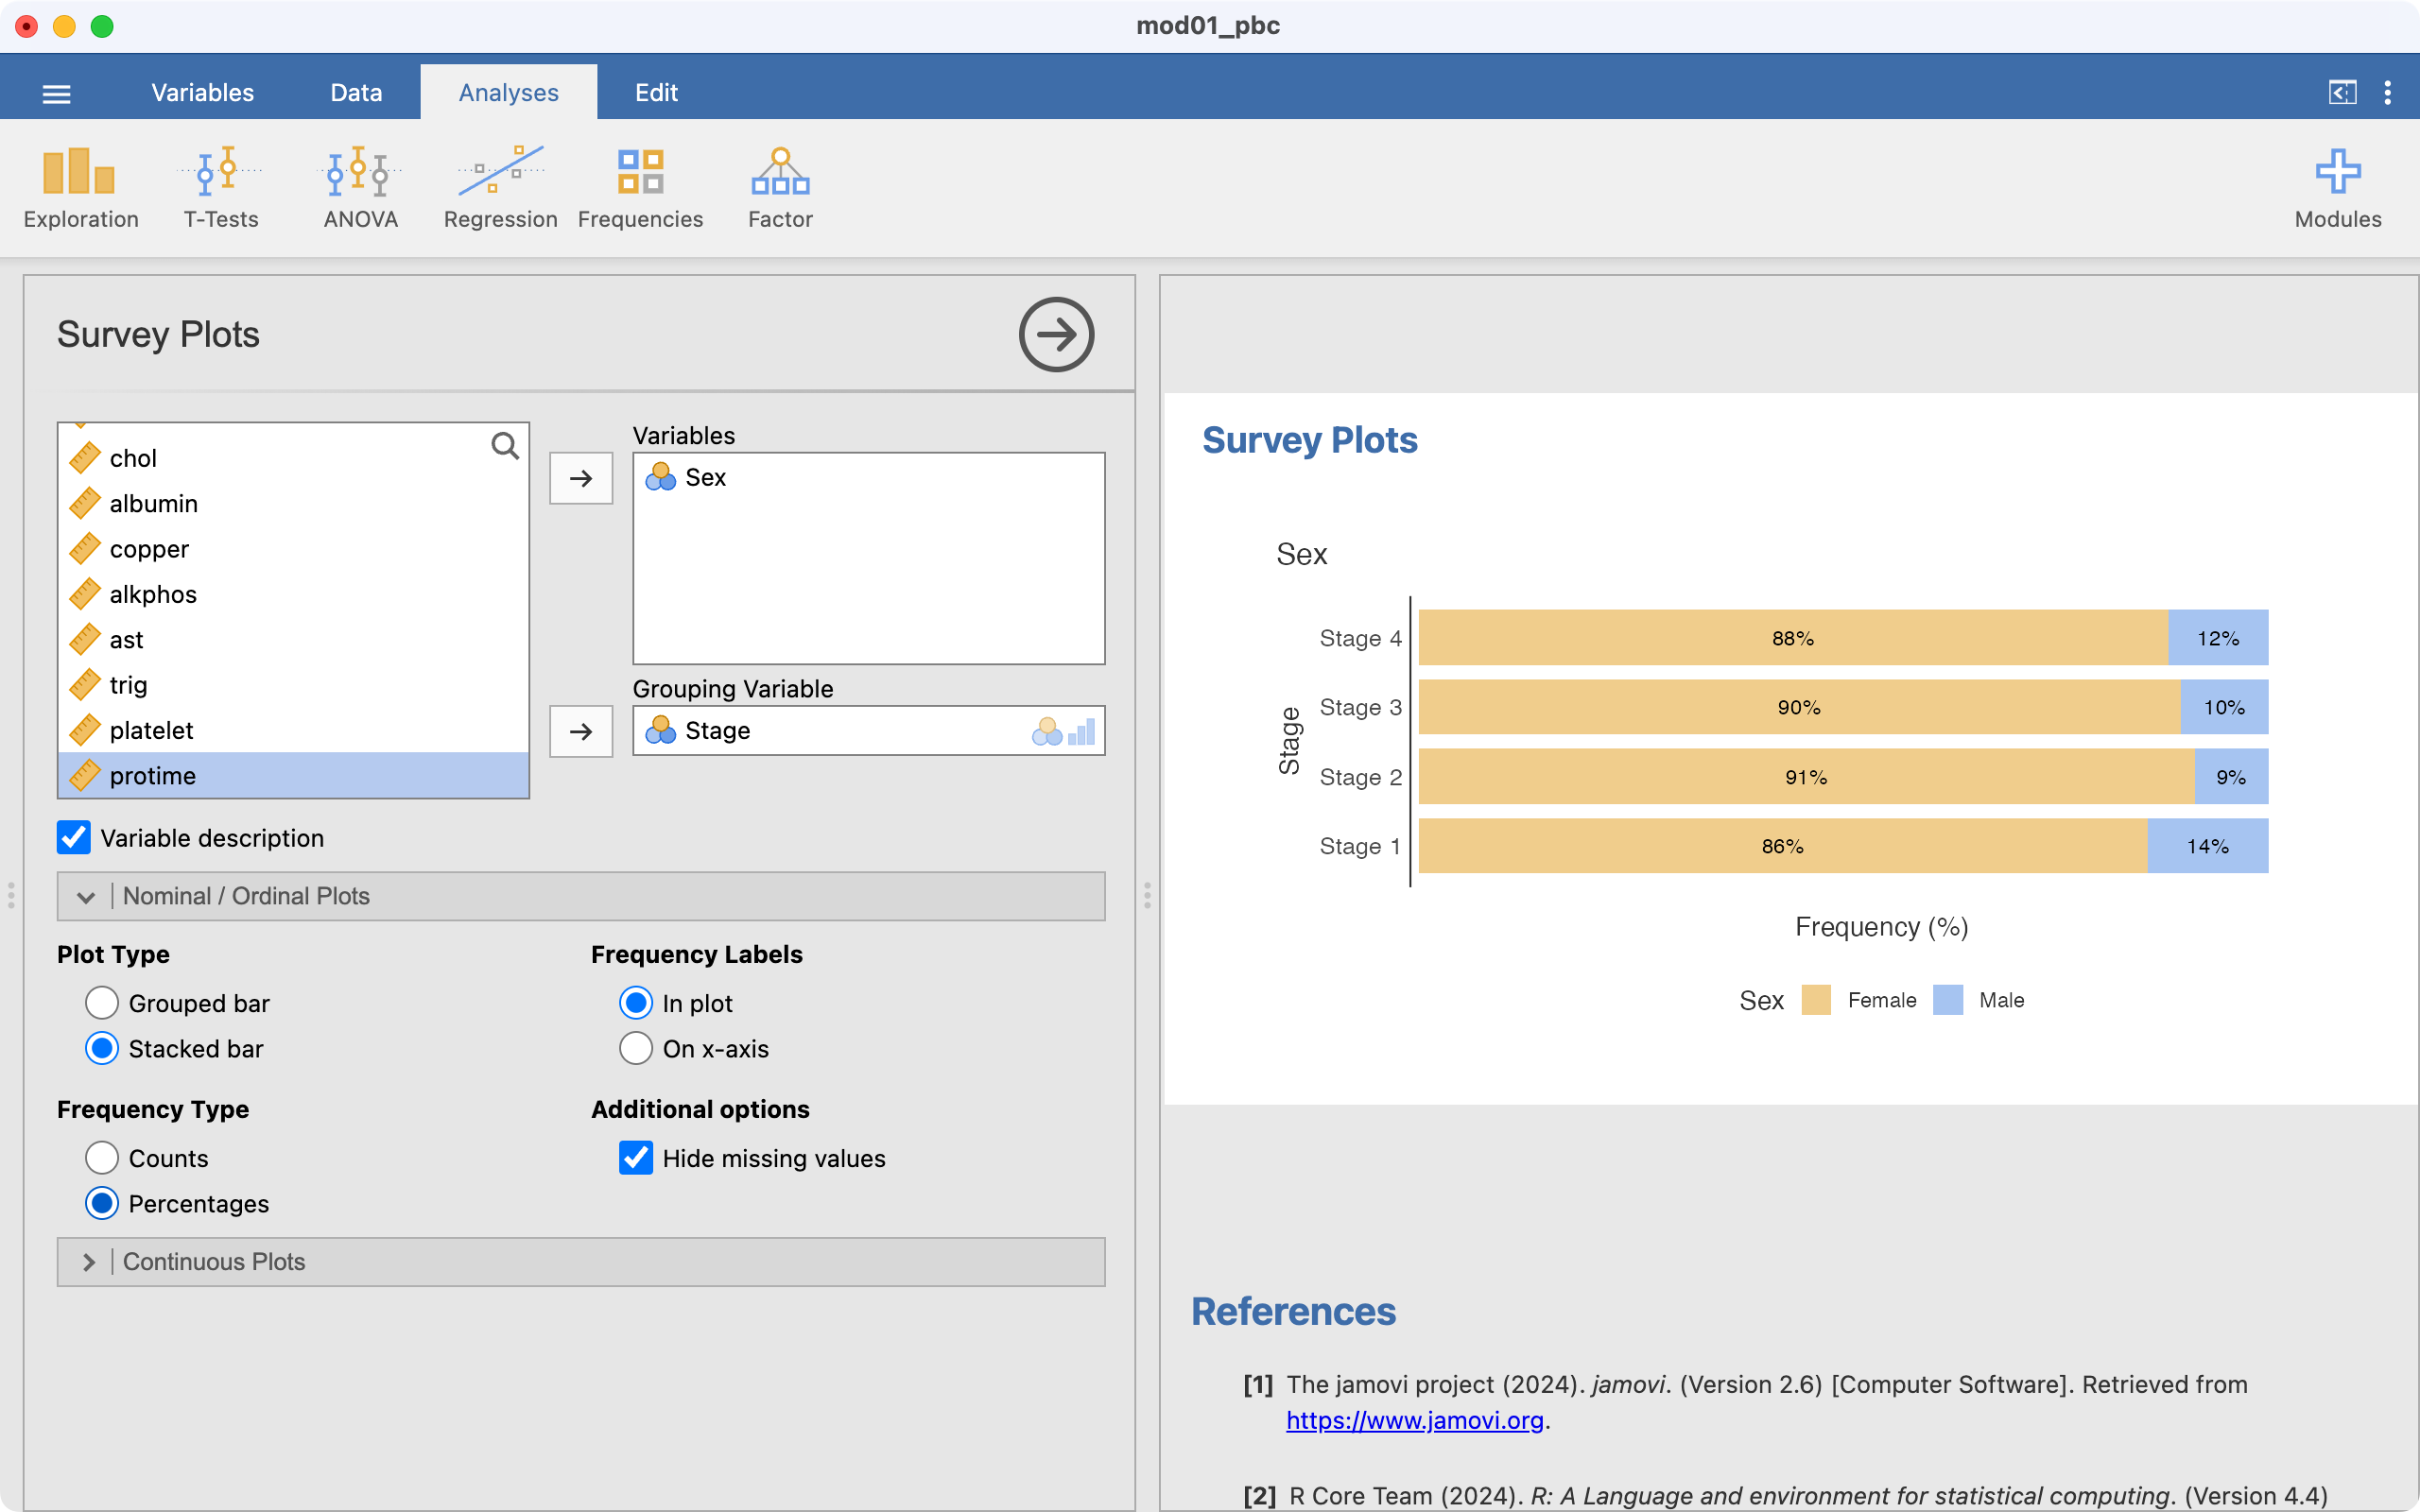 mod01_pbc
Variables
Data
Analyses
Edit
Exploration
T-Tests
ANOVA
Regression
Frequencies
Factor
Modules
Survey Plots
chol
albumin
copper
alkphos
ast
trig
platelet
protime
Variables
Sex
Grouping Variable
Stage
Variable description
Nominal / Ordinal Plots
Plot Type
Grouped bar
Stacked bar
Frequency Labels
In plot
On x-axis
Frequency Type
Counts
Percentages
Additional options
Hide missing values
Continuous Plots
Survey Plots
Sex
Stage
Stage 4
88%
12%
Stage 3
90%
10%
Stage 2
91%
9%
Stage 1
86%
14%
Frequency (%)
Sex
Female
Male
References
[1] The jamovi project (2024). jamovi. (Version 2.6) [Computer Software]. Retrieved from
https://www.jamovi.org.
[2] R Core Team (2024). R: A Language and environment for statistical computing. (Version 4.4)